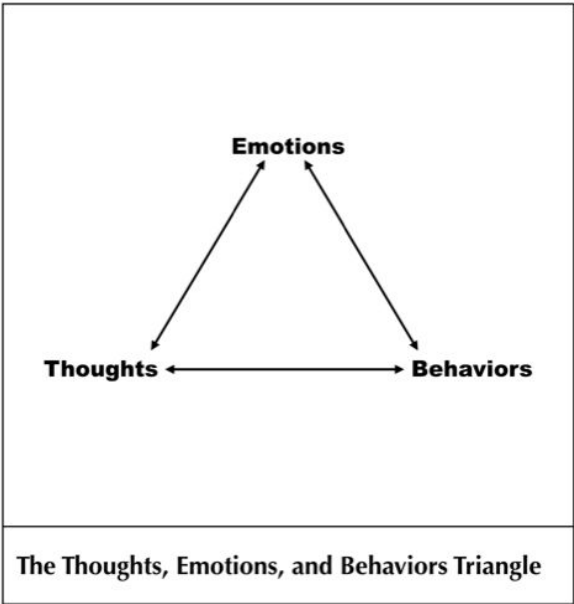 Emotions
Thoughts
Behaviors
The Thoughts, Emotions, and Behaviors Triangle